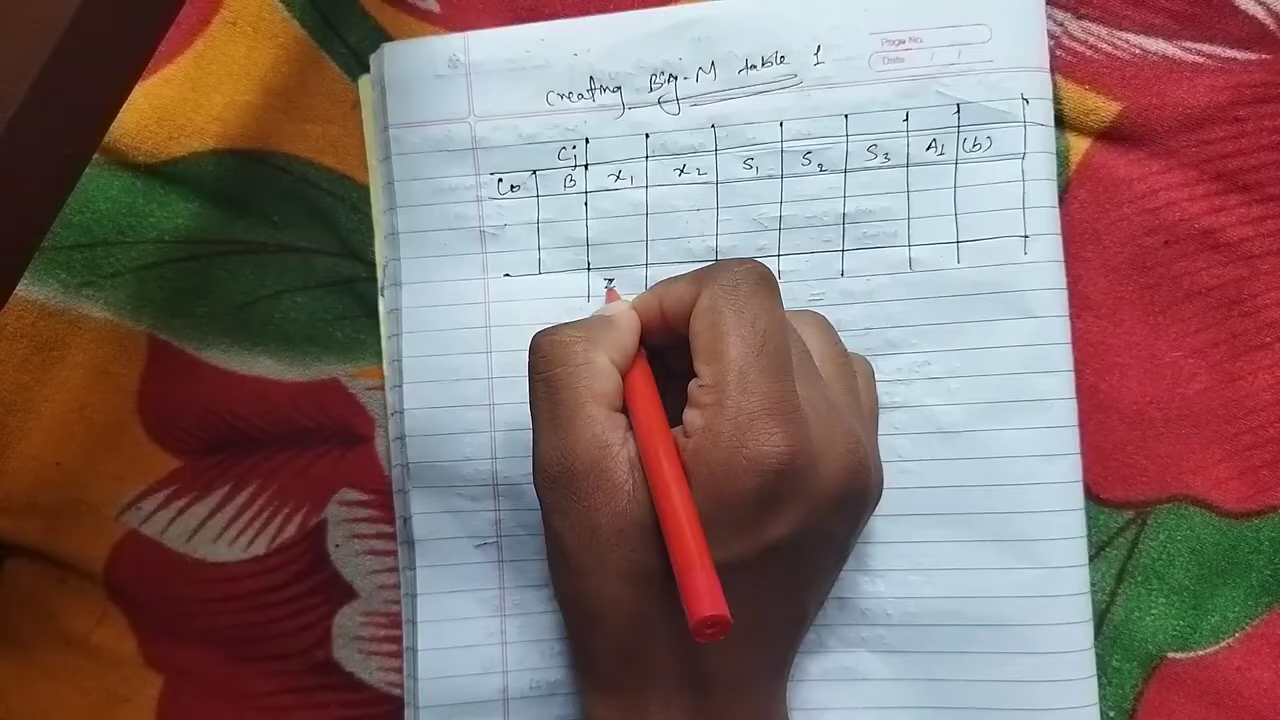 Page No.
Date / /
Creating Big-M table 1
Cj
CB B x₁ x₂ S₁ S₂ S₃ A₁ (b)
Z